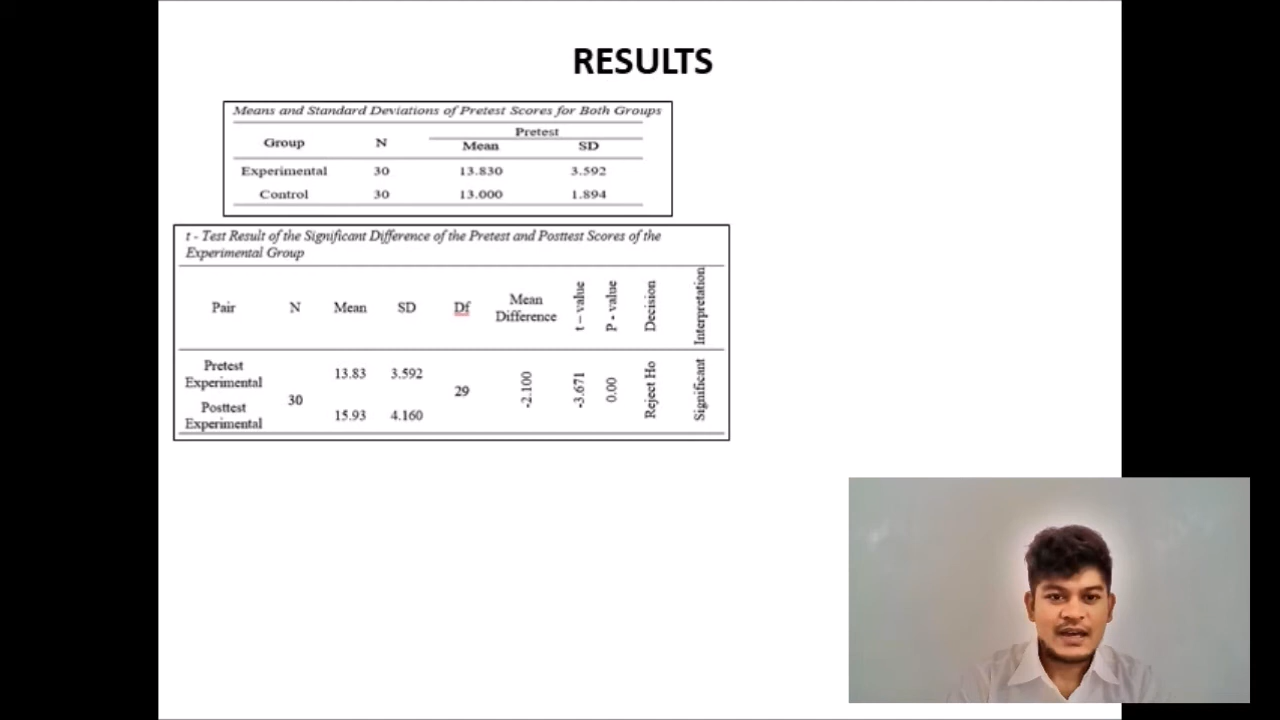 RESULTS
Means and Standard Deviations of Pretest Scores for Both Groups
Group N Pretest
Mean SD
Experimental 30 13.830 3.592
Control 30 13.000 1.894
t - Test Result of the Significant Difference of the Pretest and Posttest Scores of the
Experimental Group
Pair N Mean SD Df Mean Difference t – value P - value Decision Interpretation
Pretest
Experimental 13.83 3.592
30 29 -2.100 -3.671 0.00 Reject Ho Significant
Posttest
Experimental 15.93 4.160